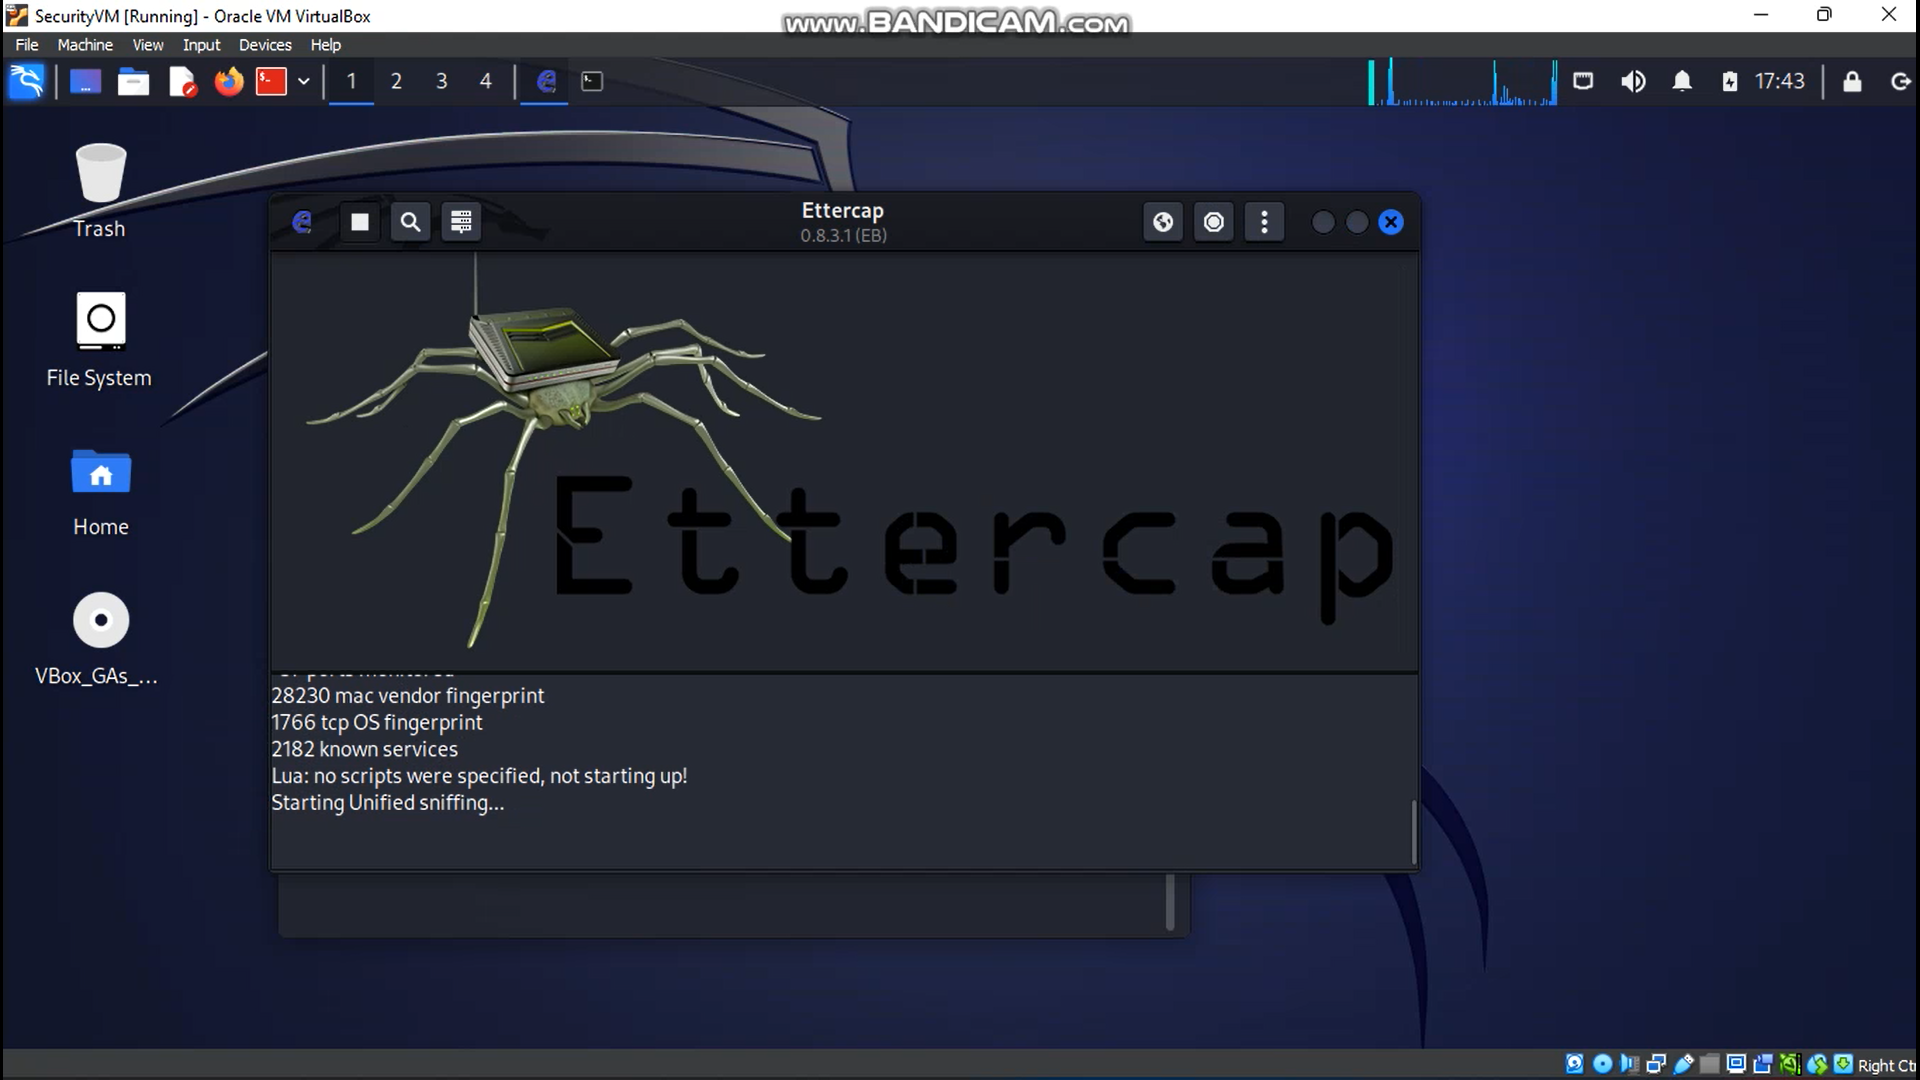 SecurityVM [Running] - Oracle VM VirtualBox
www.BANDICAM.com
File Machine View Input Devices Help
1 2 3 4
17:43
Trash
File System
Home
VBox_GAs_...
Ettercap
0.8.3.1 (EB)
Ettercap
ports monitored
28230 mac vendor fingerprint
1766 tcp OS fingerprint
2182 known services
Lua: no scripts were specified, not starting up!
Starting Unified sniffing...
Right Ct